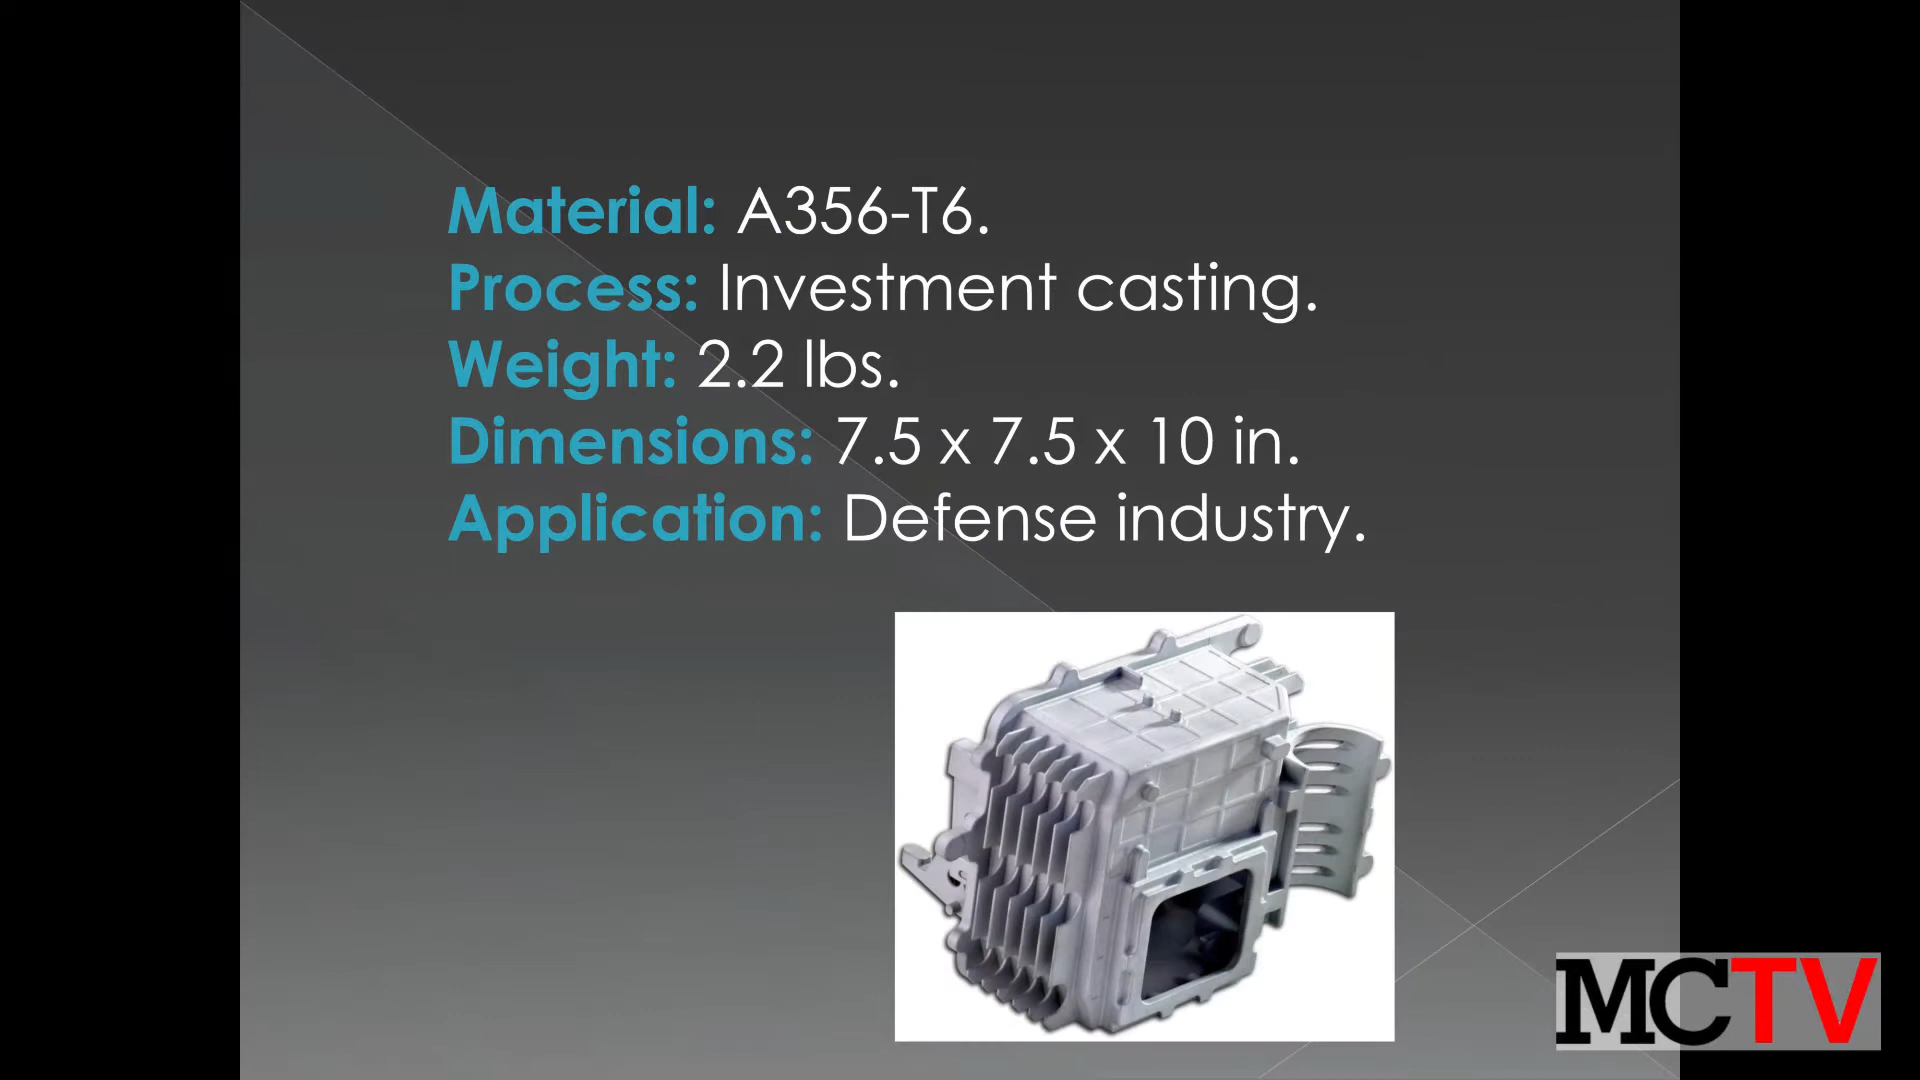 Material: A356-T6.
Process: Investment casting.
Weight: 2.2 lbs.
Dimensions: 7.5 x 7.5 x 10 in.
Application: Defense industry.
MCTV